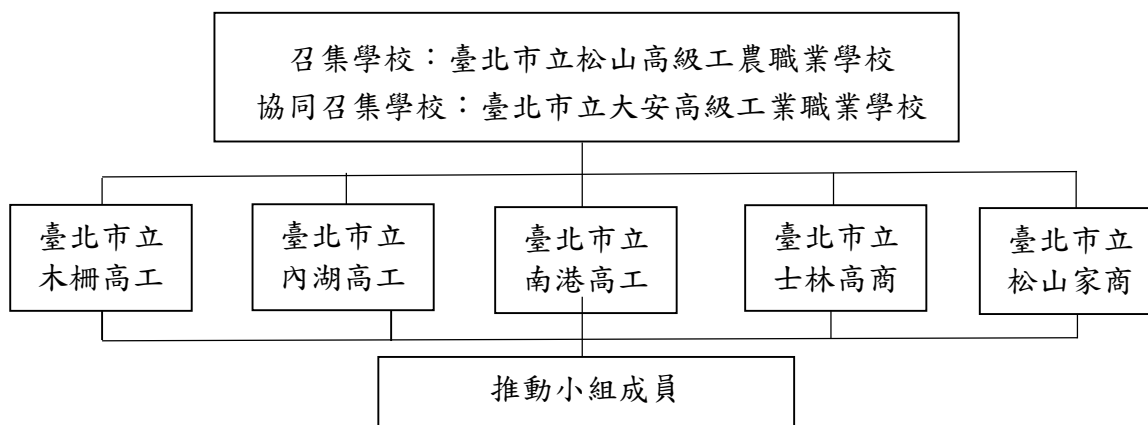 召集學校：臺北市立松山高級工農職業學校
協同召集學校：臺北市立大安高級工業職業學校
臺北市立
木柵高工
臺北市立
內湖高工
臺北市立
南港高工
臺北市立
士林高商
臺北市立
松山家商
推動小組成員